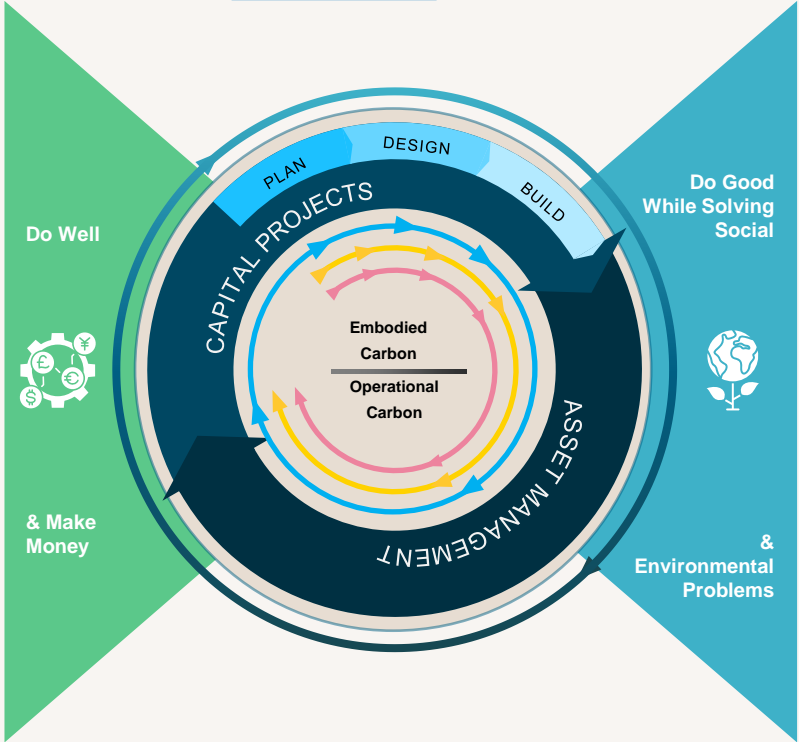 PLAN
DESIGN
BUILD
CAPITAL PROJECTS
Do Well
& Make
Money
£
¥
€
$
Embodied
Carbon
Operational
Carbon
ASSET MANAGEMENT
Do Good
While Solving
Social
&
Environmental
Problems